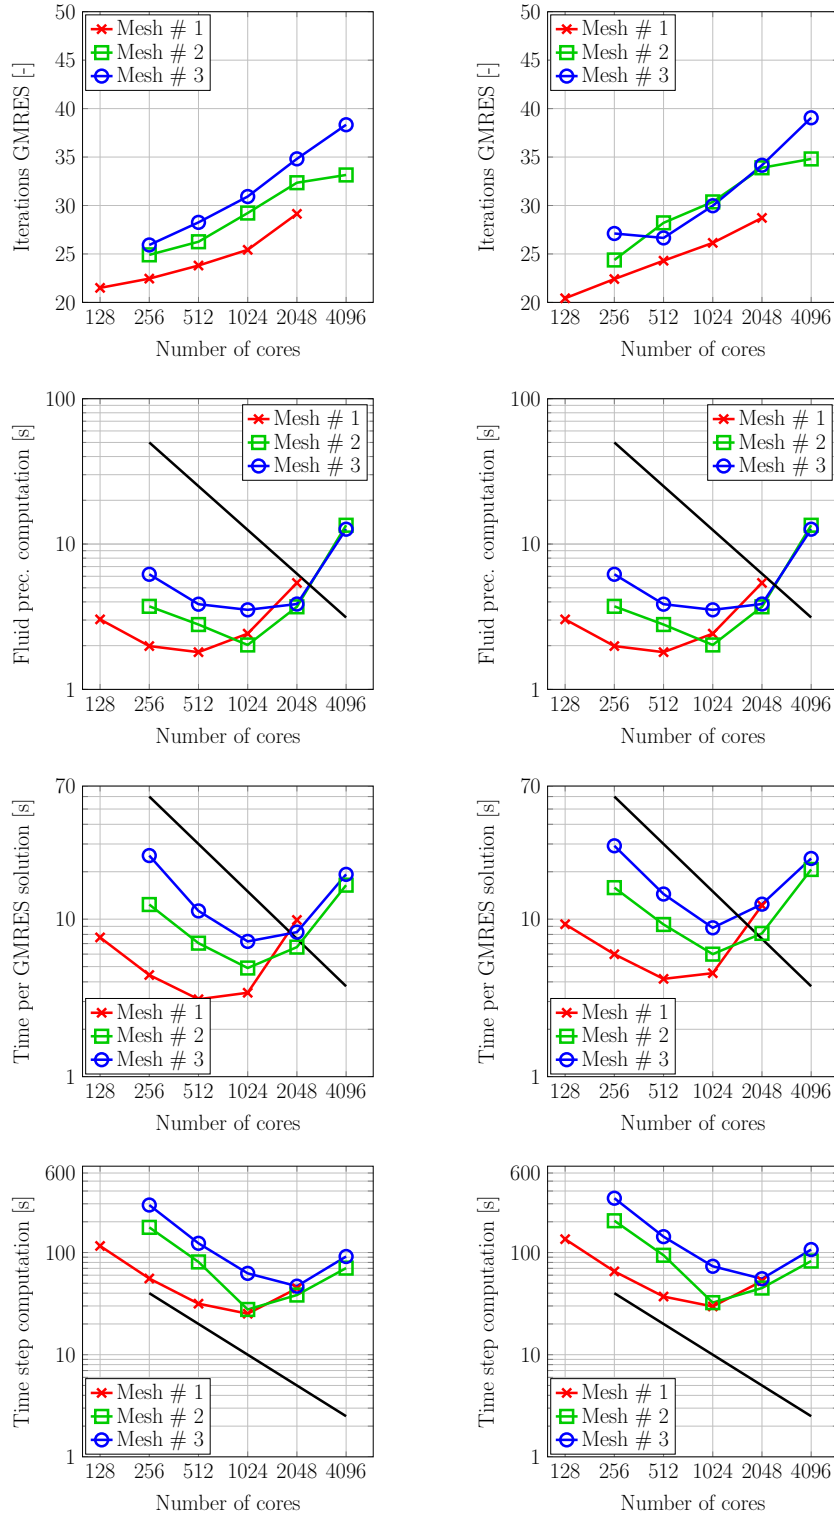 50
45
40
35
30
25
20
Iterations GMRES [-]
Mesh # 1
Mesh # 2
Mesh # 3
128 256 512 1024 2048 4096
Number of cores
50
45
40
35
30
25
20
Iterations GMRES [-]
Mesh # 1
Mesh # 2
Mesh # 3
128 256 512 1024 2048 4096
Number of cores
100
10
1
Fluid prec. computation [s]
Mesh # 1
Mesh # 2
Mesh # 3
128 256 512 1024 2048 4096
Number of cores
100
10
1
Fluid prec. computation [s]
Mesh # 1
Mesh # 2
Mesh # 3
128 256 512 1024 2048 4096
Number of cores
70
10
1
Time per GMRES solution [s]
Mesh # 1
Mesh # 2
Mesh # 3
128 256 512 1024 2048 4096
Number of cores
70
10
1
Time per GMRES solution [s]
Mesh # 1
Mesh # 2
Mesh # 3
128 256 512 1024 2048 4096
Number of cores
600
100
10
1
Time step computation [s]
Mesh # 1
Mesh # 2
Mesh # 3
128 256 512 1024 2048 4096
Number of cores
600
100
10
1
Time step computation [s]
Mesh # 1
Mesh # 2
Mesh # 3
128 256 512 1024 2048 4096
Number of cores